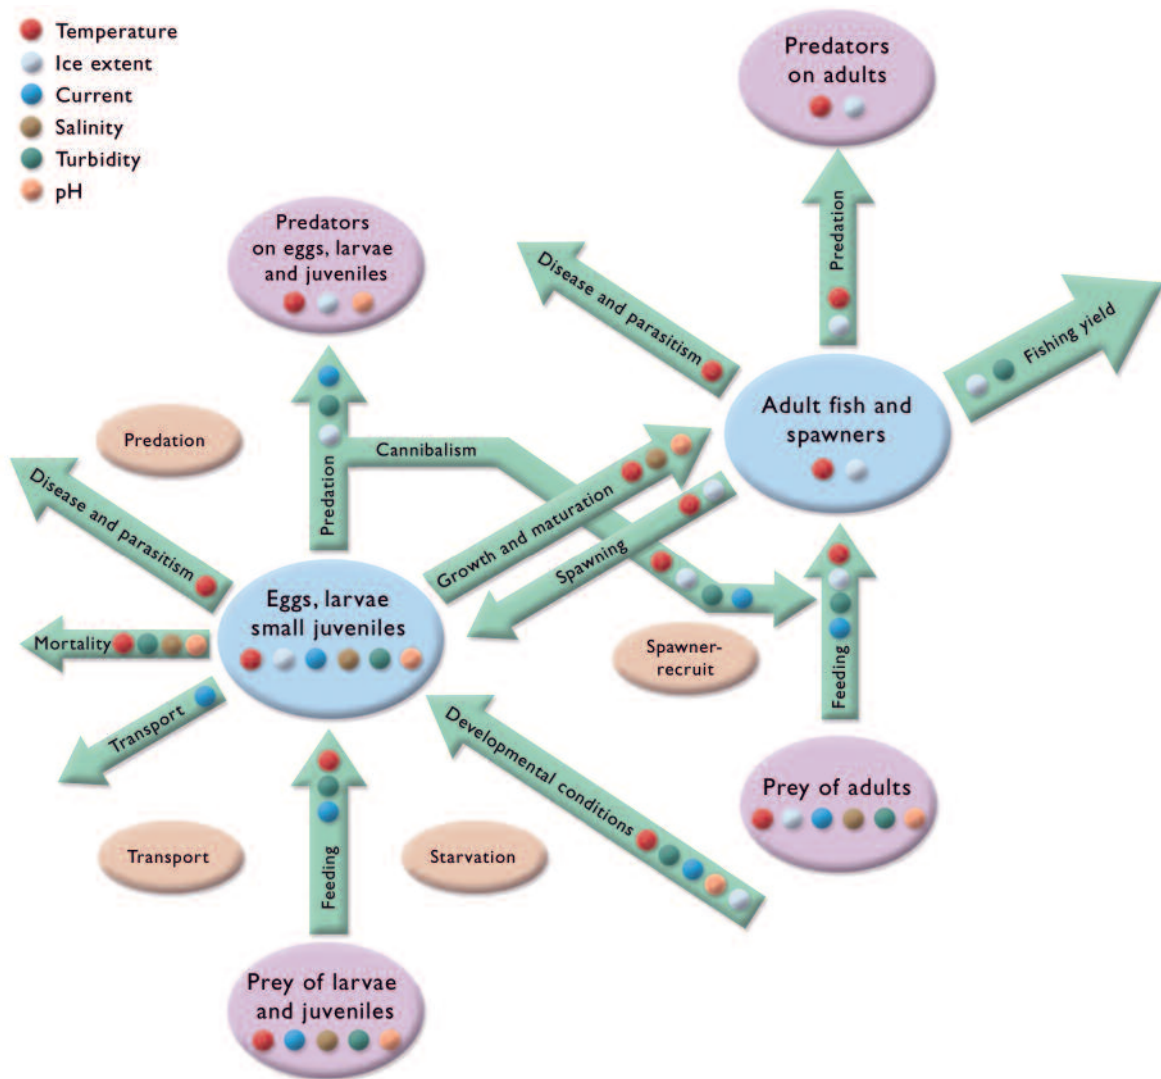 Temperature
Ice extent
Current
Salinity
Turbidity
pH
Predators
on adults
Predation
Predators
on eggs, larvae
and juveniles
Disease and parasitism
Fishing yield
Adult fish and
spawners
Predation
Predation
Cannibalism
Growth and maturation
Spawning
Disease and parasitism
Eggs, larvae
small juveniles
Mortality
Transport
Spawner-
recruit
Feeding
Developmental conditions
Prey of adults
Transport
Feeding
Starvation
Prey of larvae
and juveniles